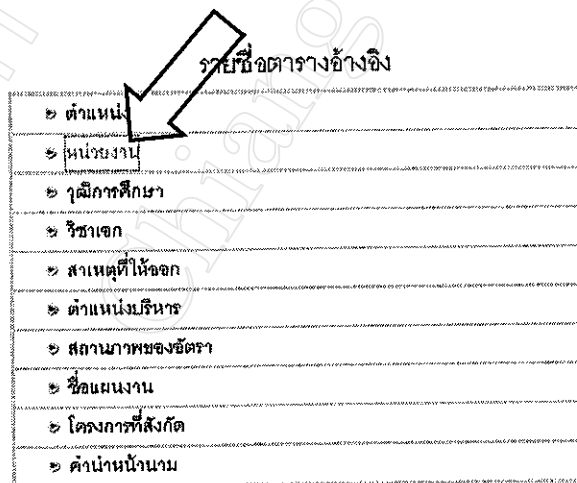 รายชื่อตารางอ้างอิง
ตำแหน่ง
หน่วยงาน
วุฒิการศึกษา
วิชาเอก
สาเหตุที่ให้ออก
ตำแหน่งบริหาร
สถานภาพของอัตรา
ชื่อแผนงาน
โครงการที่สังกัด
คำนำหน้านาม
Chiang